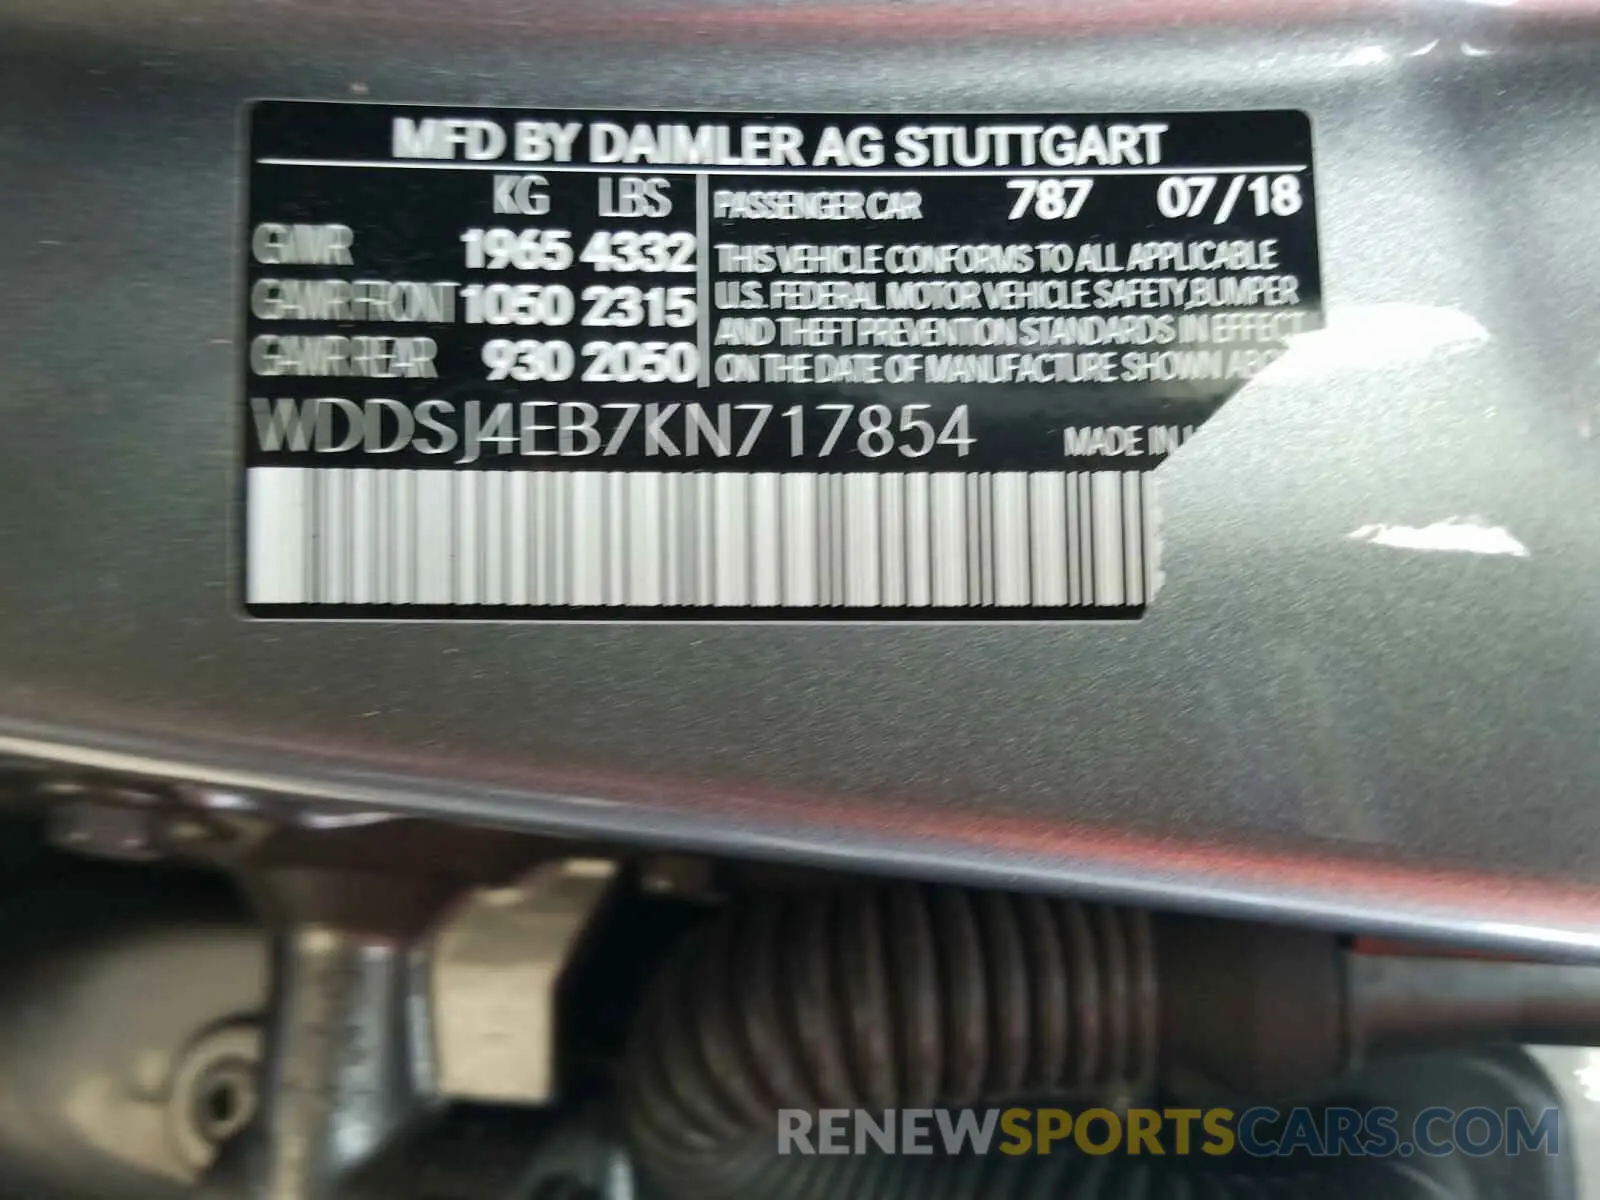 MFD BY DAIMLER AG STUTTGART
KG LBS
GVWR 1965 4332
GAWR FRONT 1050 2315
GAWR REAR 930 2050
PASSENGER CAR 787 07/18
THIS VEHICLE CONFORMS TO ALL APPLICABLE
U.S. FEDERAL MOTOR VEHICLE SAFETY, BUMPER
AND THEFT PREVENTION STANDARDS IN EFFECT
ON THE DATE OF MANUFACTURE SHOWN
WDDSJ4EB7KN717854
MADE IN
RENEWSPORTSCARS.COM